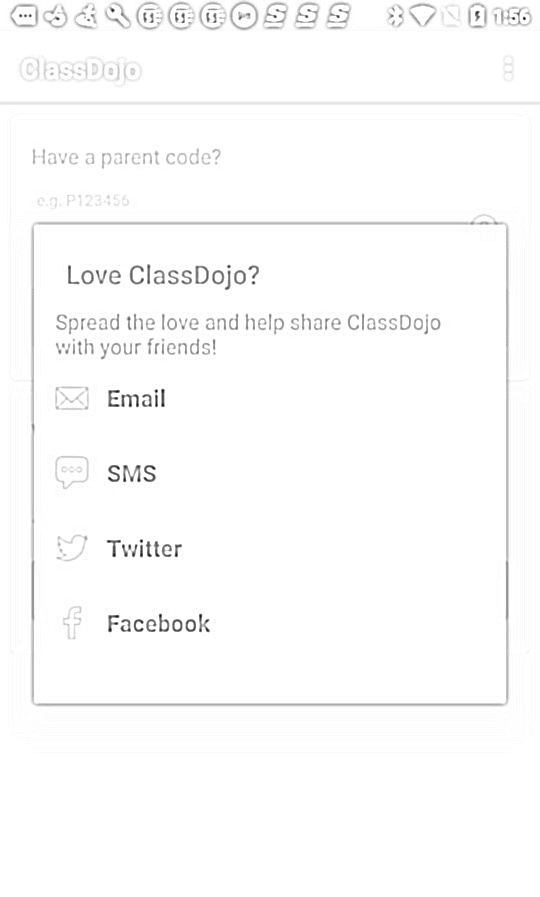 1:56
ClassDojo
Have a parent code?
e.g. P123456
Love ClassDojo?
Spread the love and help share ClassDojo
with your friends!
Email
SMS
Twitter
Facebook